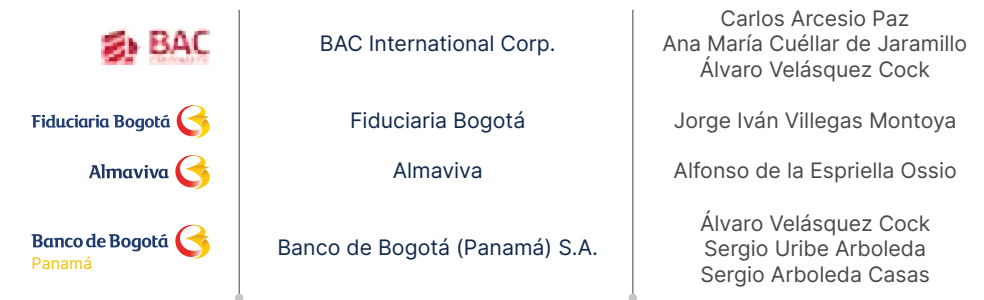 BAC
BAC International Corp.
Carlos Arcesio Paz
Ana María Cuéllar de Jaramillo
Álvaro Velásquez Cock
Fiduciaria Bogotá
Fiduciaria Bogotá
Jorge Iván Villegas Montoya
Almaviva
Almaviva
Alfonso de la Espriella Ossio
Banco de Bogotá
Panamá
Banco de Bogotá (Panamá) S.A.
Álvaro Velásquez Cock
Sergio Uribe Arboleda
Sergio Arboleda Casas